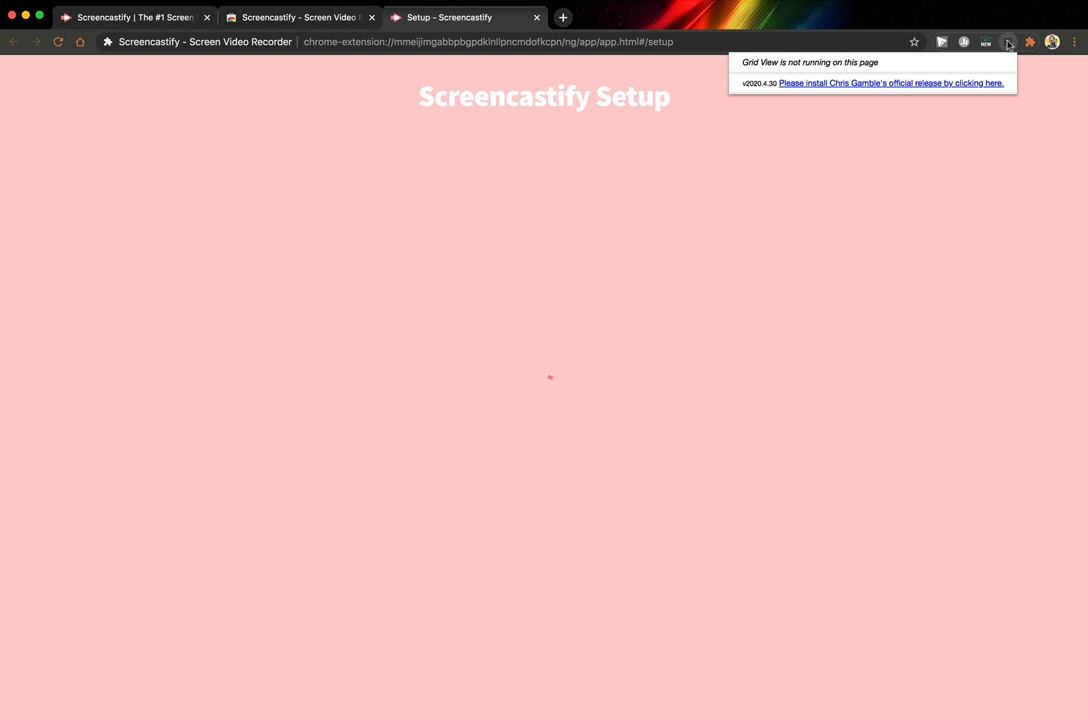 Screencastify | The #1 Screen
Screencastify - Screen Video R
Setup - Screencastify
Screencastify - Screen Video Recorder
chrome-extension://mmeijimgabbpbgpdklnllpncmdofkcpn/ng/app/app.html#/setup
NEW
Grid View is not running on this page
v2020.4.30 Please install Chris Gamble's official release by clicking here.
Screencastify Setup